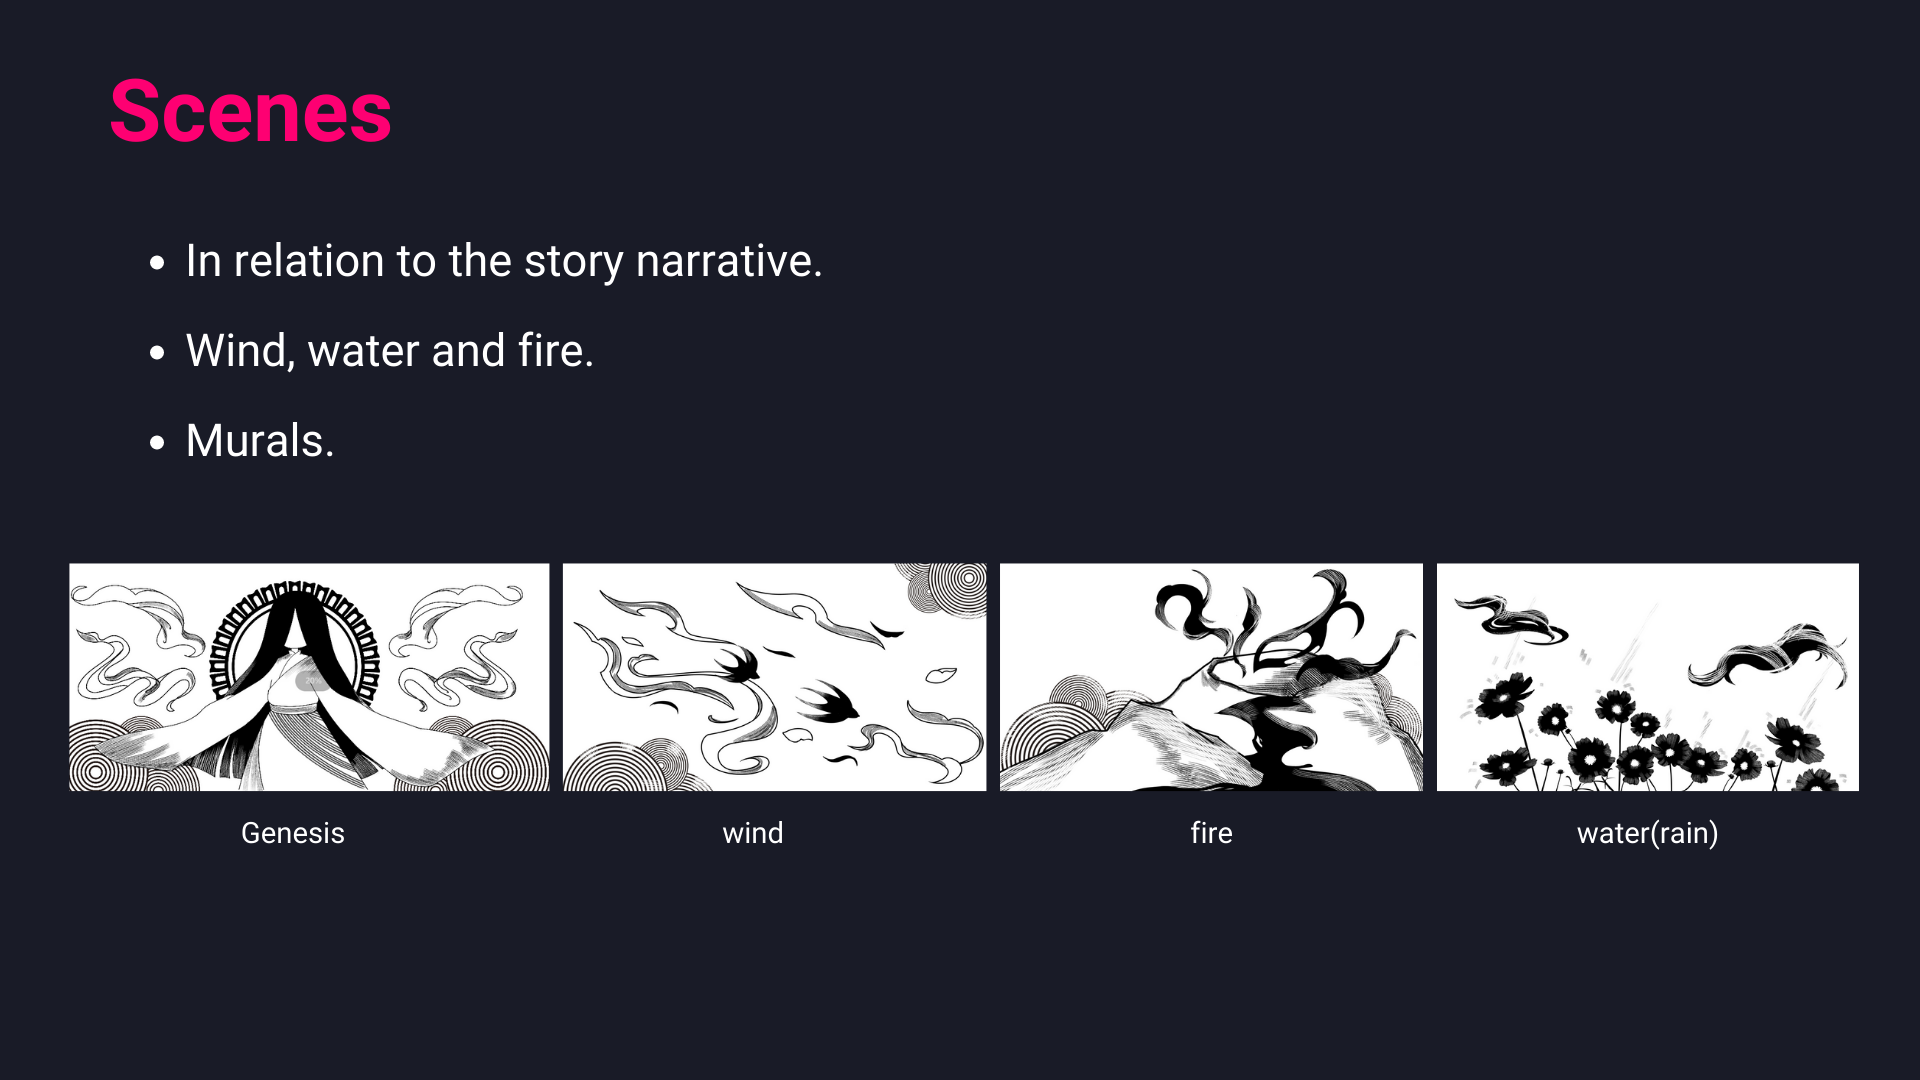 Scenes
• In relation to the story narrative.
• Wind, water and fire.
• Murals.
Genesis
wind
fire
water(rain)